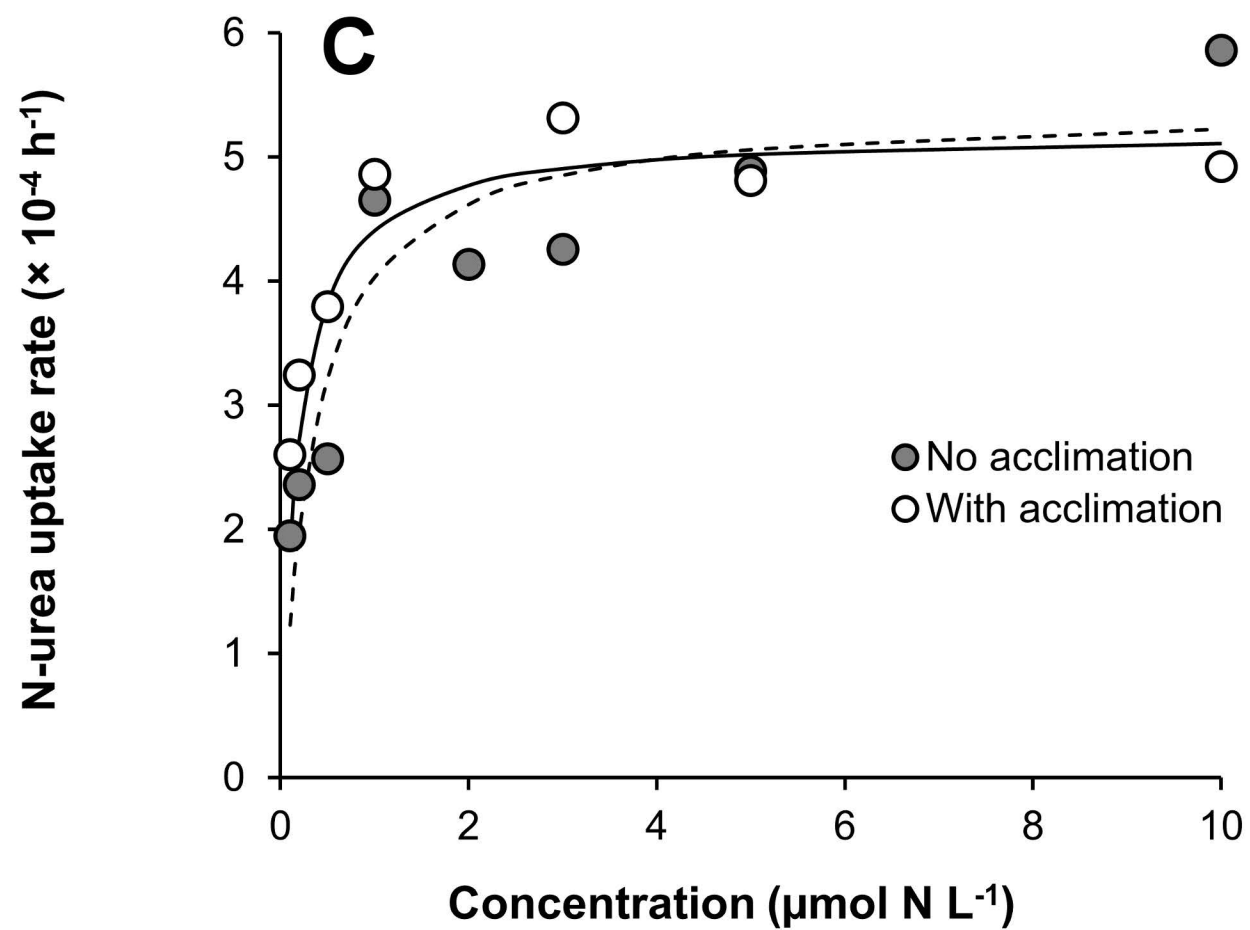 C
N-urea uptake rate (× 10⁻⁴ h⁻¹)
6
5
4
3
2
1
0
No acclimation
With acclimation
0 2 4 6 8 10
Concentration (µmol N L⁻¹)